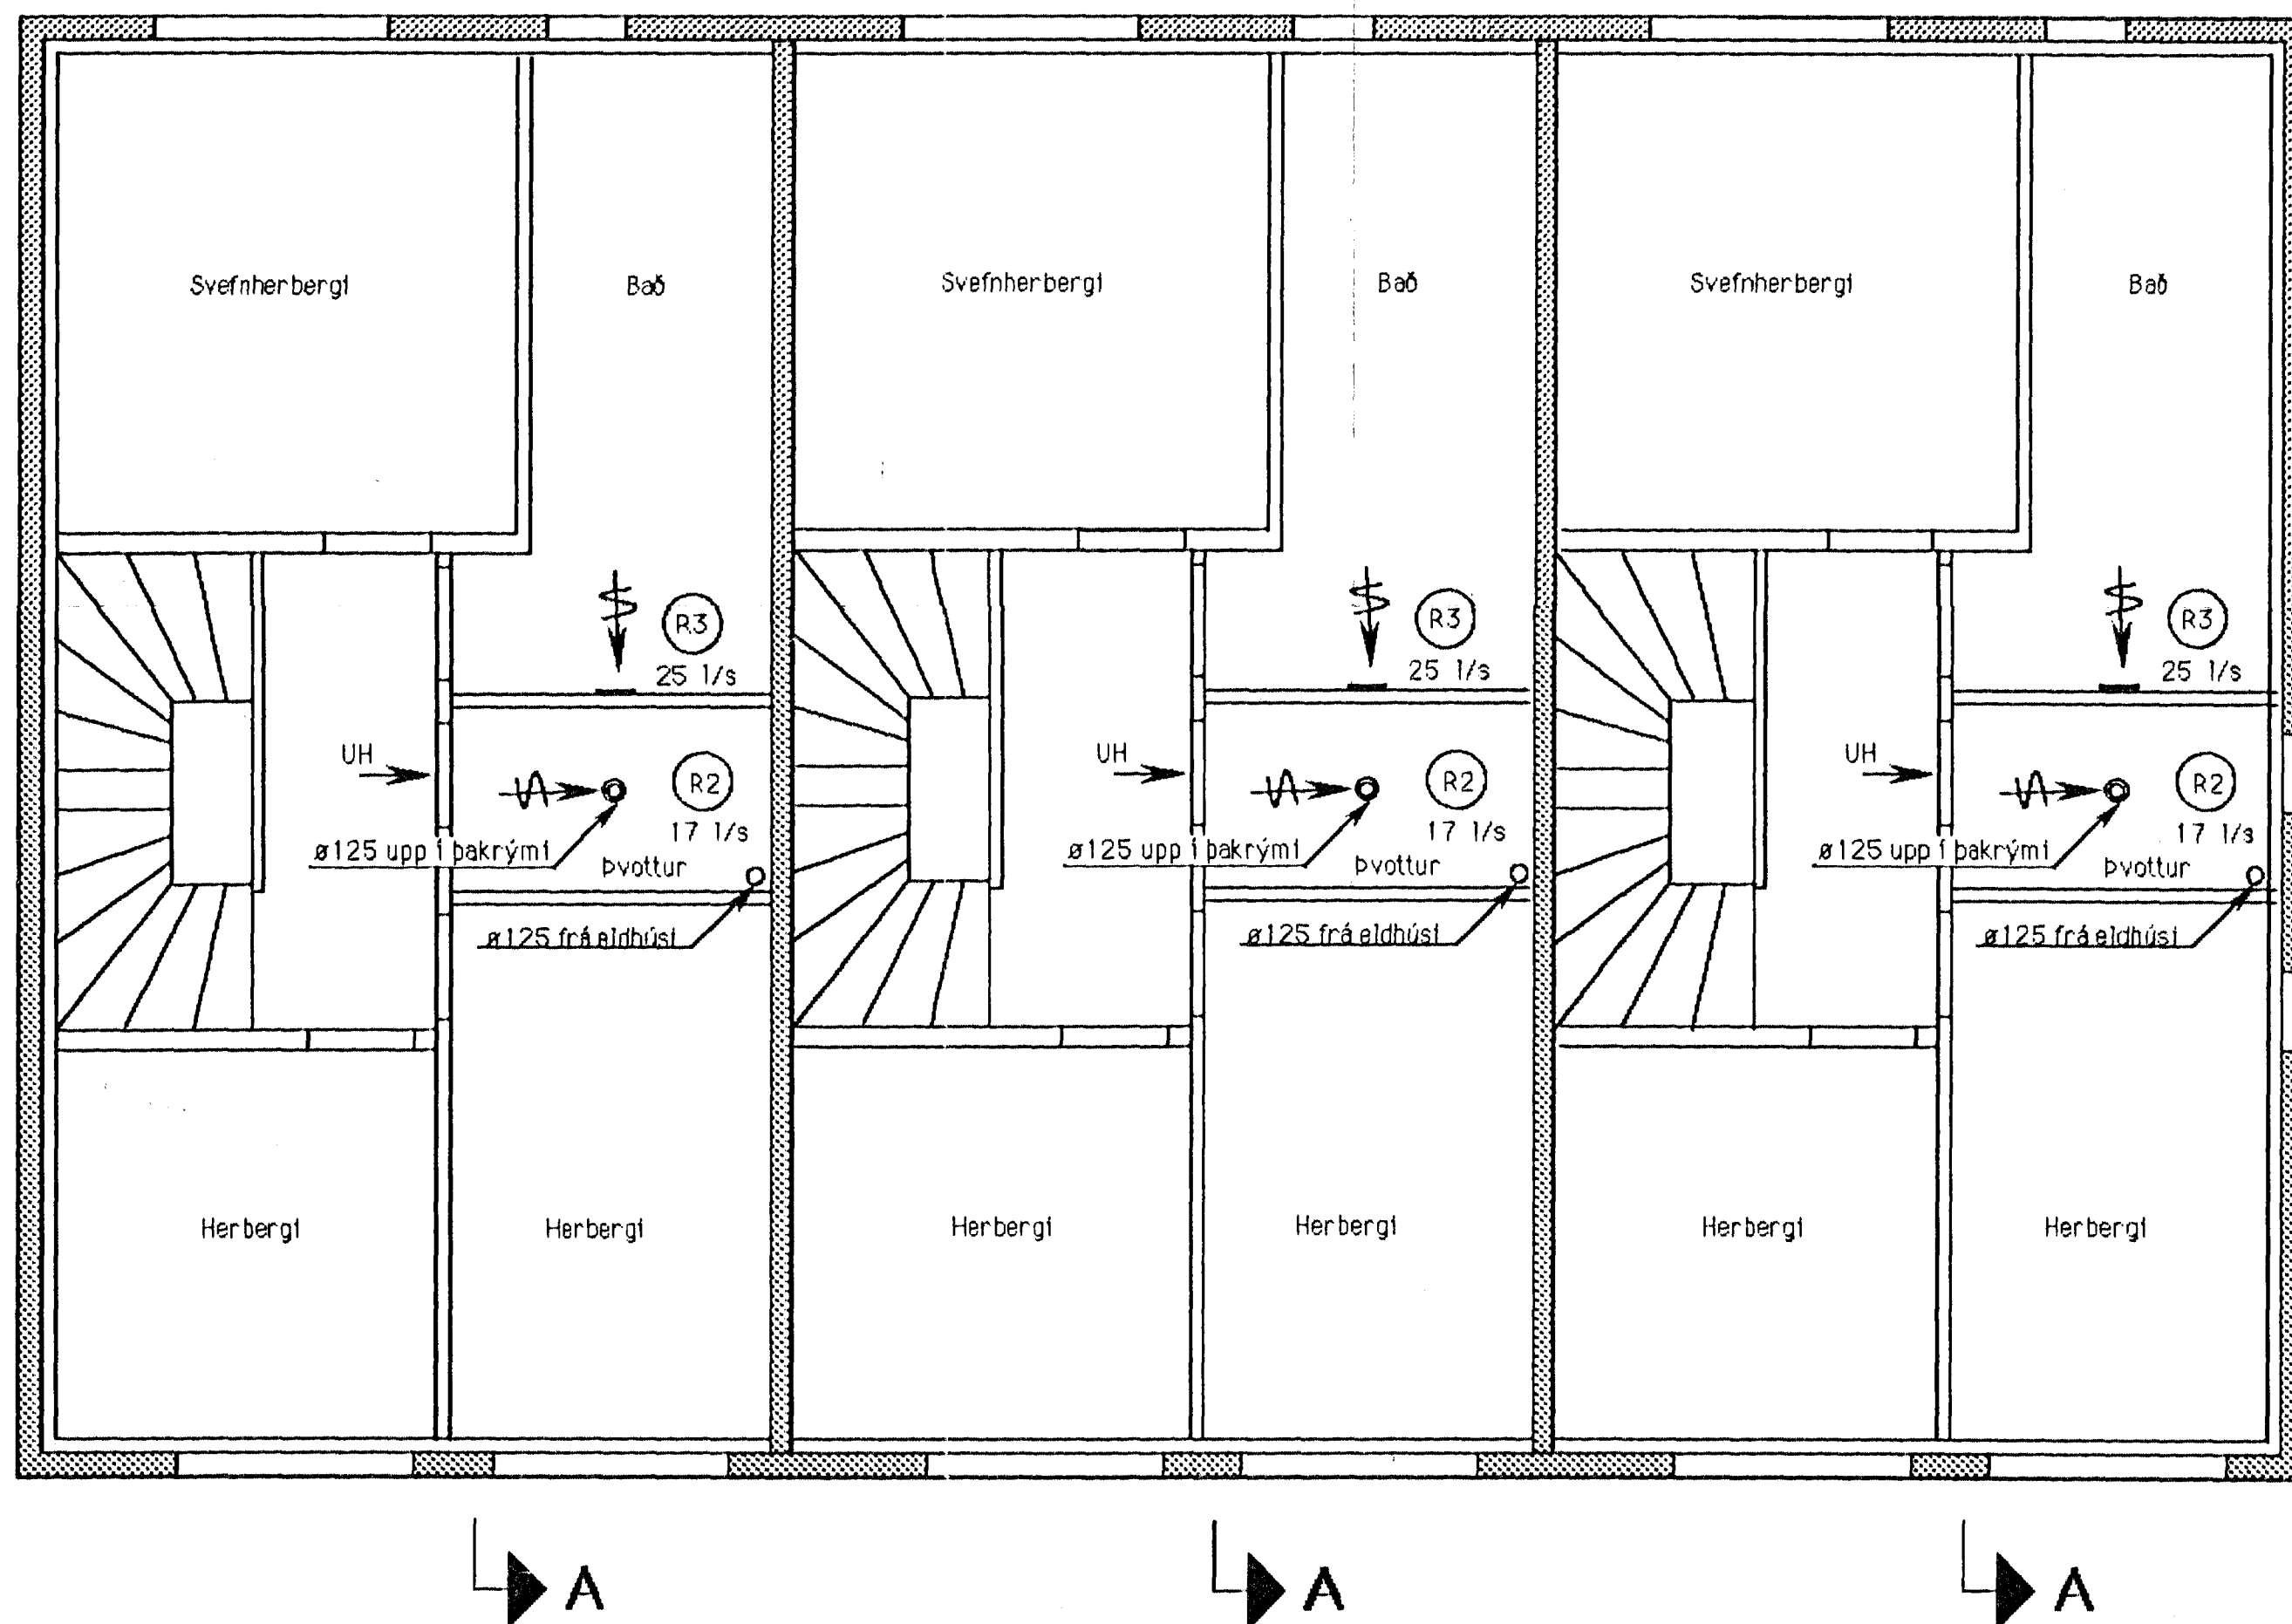 Svefnherbergi
Bað
Svefnherbergi
Bað
Svefnherbergi
Bað
R3
25 l/s
R3
25 l/s
R3
25 l/s
UH
R2
17 l/s
ø125 upp í þakrými
Þvottur
ø125 frá eldhúsi
UH
R2
17 l/s
ø125 upp í þakrými
Þvottur
ø125 frá eldhúsi
UH
R2
17 l/s
ø125 upp í þakrými
Þvottur
ø125 frá eldhúsi
Herbergi
Herbergi
Herbergi
Herbergi
Herbergi
Herbergi
A
A
A